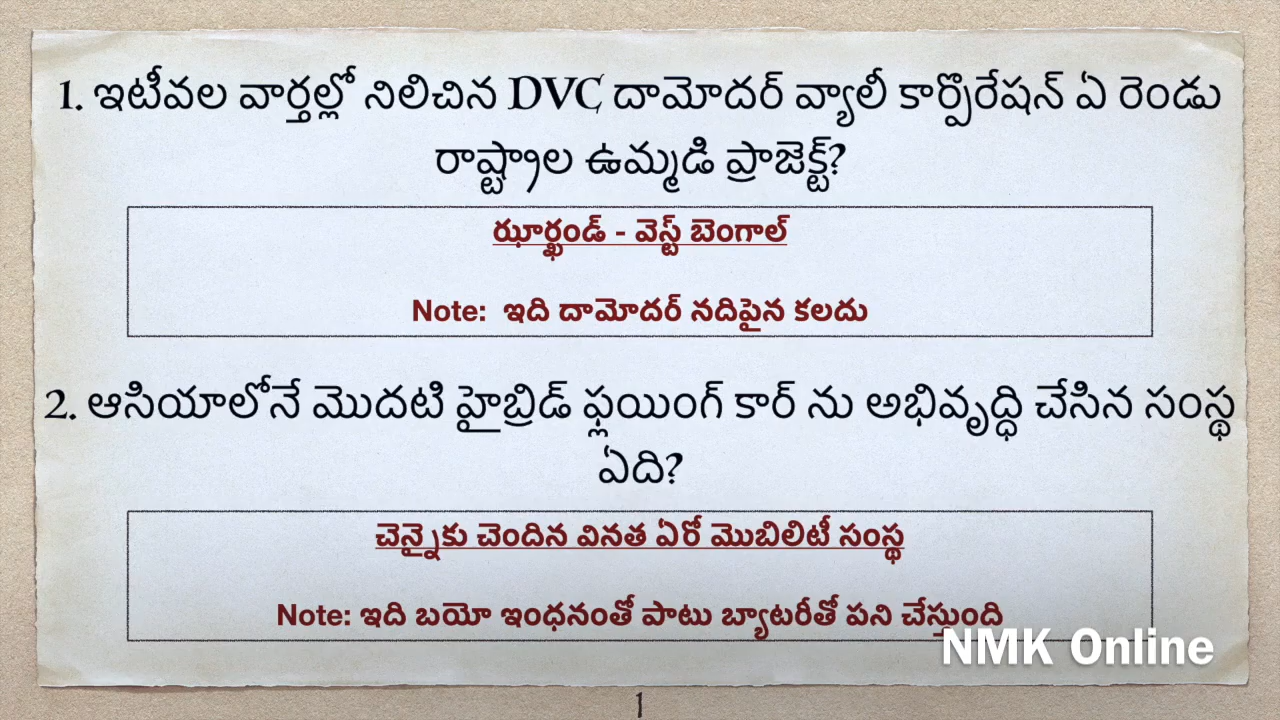 1. ఇటీవల వార్తల్లో నిలిచిన DVC దామోదర్ వ్యాలీ కార్పొరేషన్ ఏ రెండు
రాష్ట్రాల ఉమ్మడి ప్రాజెక్ట్?
ఝార్ఖండ్ - వెస్ట్ బెంగాల్
Note: ఇది దామోదర్ నదిపైన కలదు
2. ఆసియాలోనే మొదటి హైబ్రిడ్ ఫ్లయింగ్ కార్ ను అభివృద్ధి చేసిన సంస్థ
ఏది?
చెన్నైకు చెందిన వినత ఏరో మొబిలిటీ సంస్థ
Note: ఇది బయో ఇంధనంతో పాటు బ్యాటరీతో పని చేస్తుంది
NMK Online
1